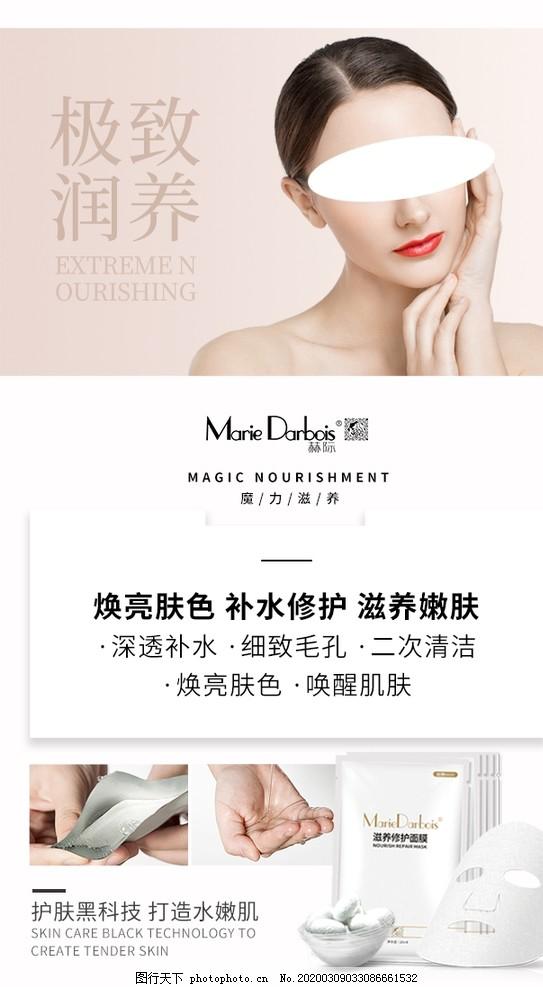 极致
润养
EXTREME N
OURISHING
Marie Darbois®
赫际
MAGIC NOURISHMENT
魔/力/滋/养
焕亮肤色 补水修护 滋养嫩肤
·深透补水 ·细致毛孔 ·二次清洁
·焕亮肤色 ·唤醒肌肤
MarieDarbois®
滋养修护面膜
NOURISH REPAIR MASK
护肤黑科技 打造水嫩肌
SKIN CARE BLACK TECHNOLOGY TO
CREATE TENDER SKIN
图行天下 photophoto.cn No.20200309033086661532